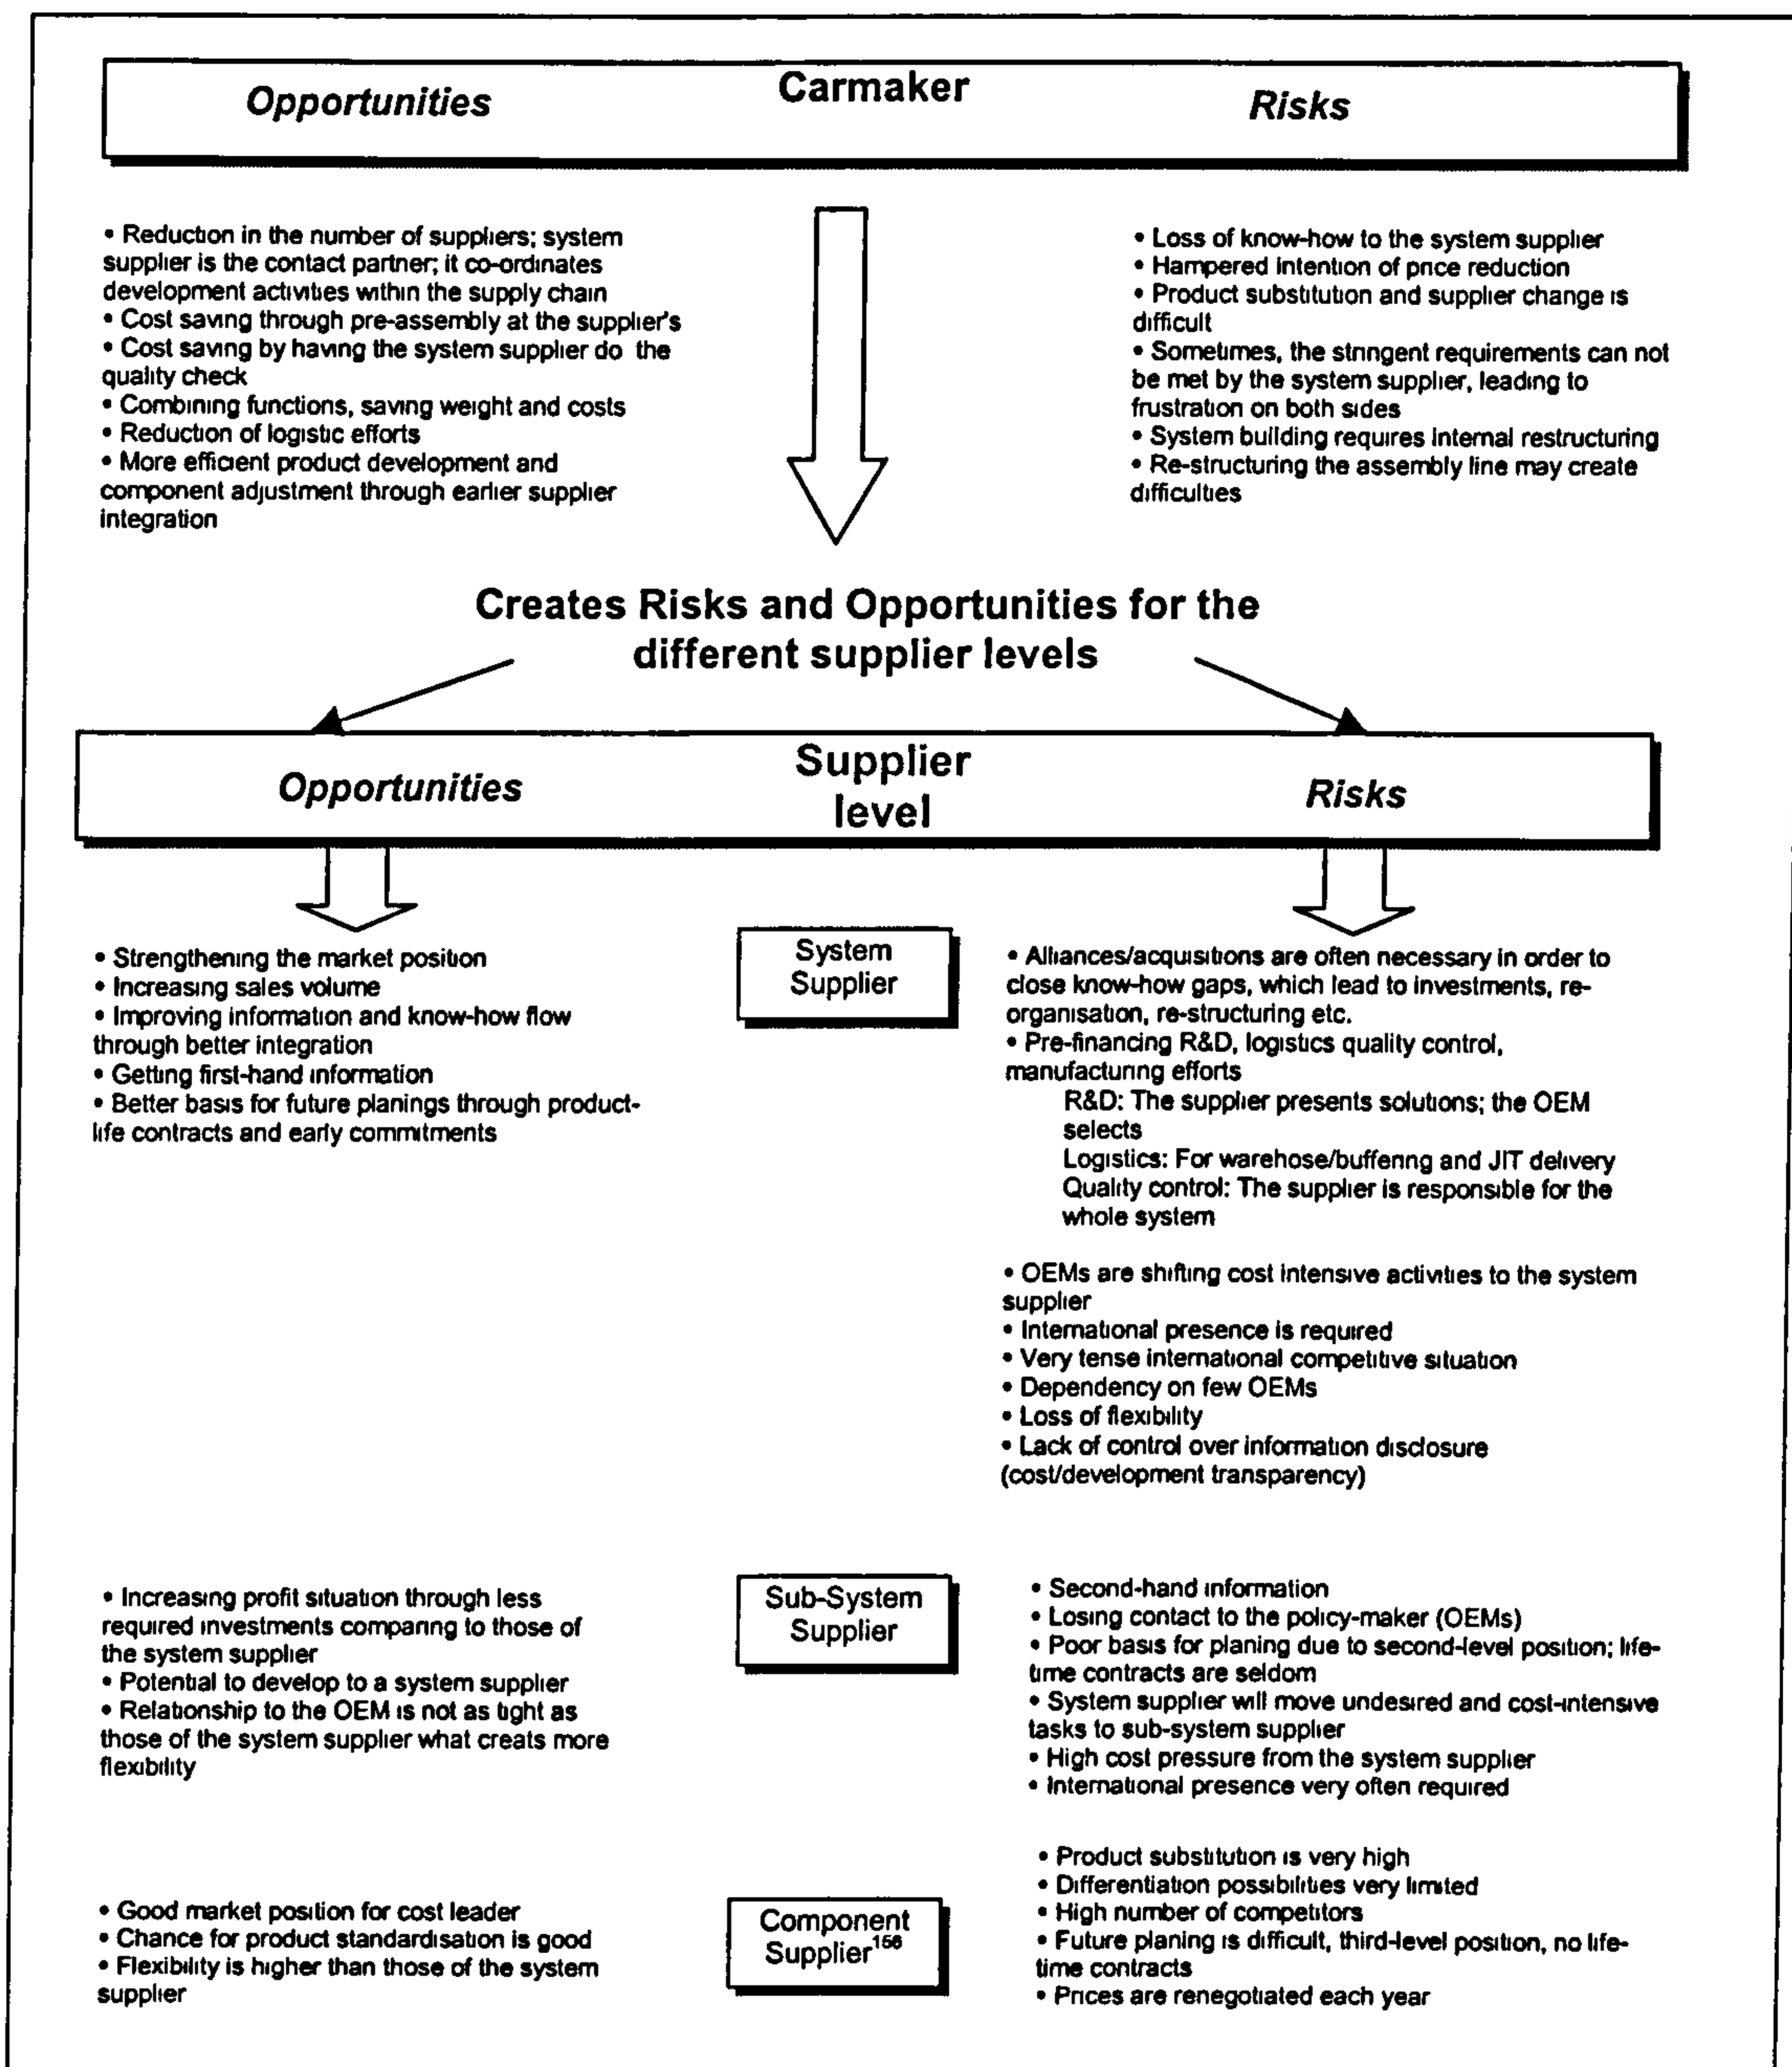 Carmaker
Opportunities
Risks
• Reduction in the number of suppliers; system
supplier is the contact partner; it co-ordinates
development activities within the supply chain
• Cost saving through pre-assembly at the supplier's
• Cost saving by having the system supplier do the
quality check
• Combining functions, saving weight and costs
• Reduction of logistic efforts
• More efficient product development and
component adjustment through earlier supplier
integration
• Loss of know-how to the system supplier
• Hampered intention of price reduction
• Product substitution and supplier change is
difficult
• Sometimes, the stringent requirements can not
be met by the system supplier, leading to
frustration on both sides
• System building requires internal restructuring
• Re-structuring the assembly line may create
difficulties
Creates Risks and Opportunities for the
different supplier levels
Supplier
level
Opportunities
Risks
• Strengthening the market position
• Increasing sales volume
• Improving information and know-how flow
through better integration
• Getting first-hand information
• Better basis for future planings through product-
life contracts and early commitments
System
Supplier
• Alliances/acquisitions are often necessary in order to
close know-how gaps, which lead to investments, re-
organisation, re-structuring etc.
• Pre-financing R&D, logistics quality control,
manufacturing efforts
R&D: The supplier presents solutions; the OEM
selects
Logistics: For warehose/buffering and JIT delivery
Quality control: The supplier is responsible for the
whole system
• OEMs are shifting cost intensive activities to the system
supplier
• International presence is required
• Very tense international competitive situation
• Dependency on few OEMs
• Loss of flexibility
• Lack of control over information disclosure
(cost/development transparency)
• Increasing profit situation through less
required investments comparing to those of
the system supplier
• Potential to develop to a system supplier
• Relationship to the OEM is not as tight as
those of the system supplier what creats more
flexibility
Sub-System
Supplier
• Second-hand information
• Losing contact to the policy-maker (OEMs)
• Poor basis for planing due to second-level position; life-
time contracts are seldom
• System supplier will move undesired and cost-intensive
tasks to sub-system supplier
• High cost pressure from the system supplier
• International presence very often required
• Good market position for cost leader
• Chance for product standardisation is good
• Flexibility is higher than those of the system
supplier
Component
Supplier156
• Product substitution is very high
• Differentiation possibilities very limited
• High number of competitors
• Future planing is difficult, third-level position, no life-
time contracts
• Prices are renegotiated each year